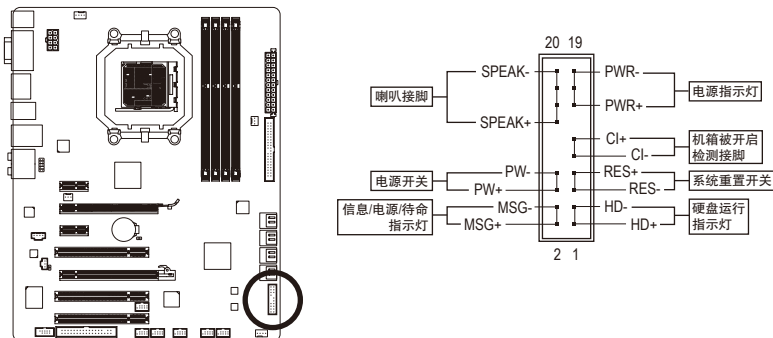 20 19
SPEAK-
PWR-
喇叭接脚
电源指示灯
PWR+
SPEAK+
CI+
机箱被开启
检测接脚
CI-
PW-
RES+
电源开关
系统重置开关
PW+
RES-
信息/电源/待命
指示灯
MSG-
HD-
硬盘运行
指示灯
MSG+
HD+
2 1